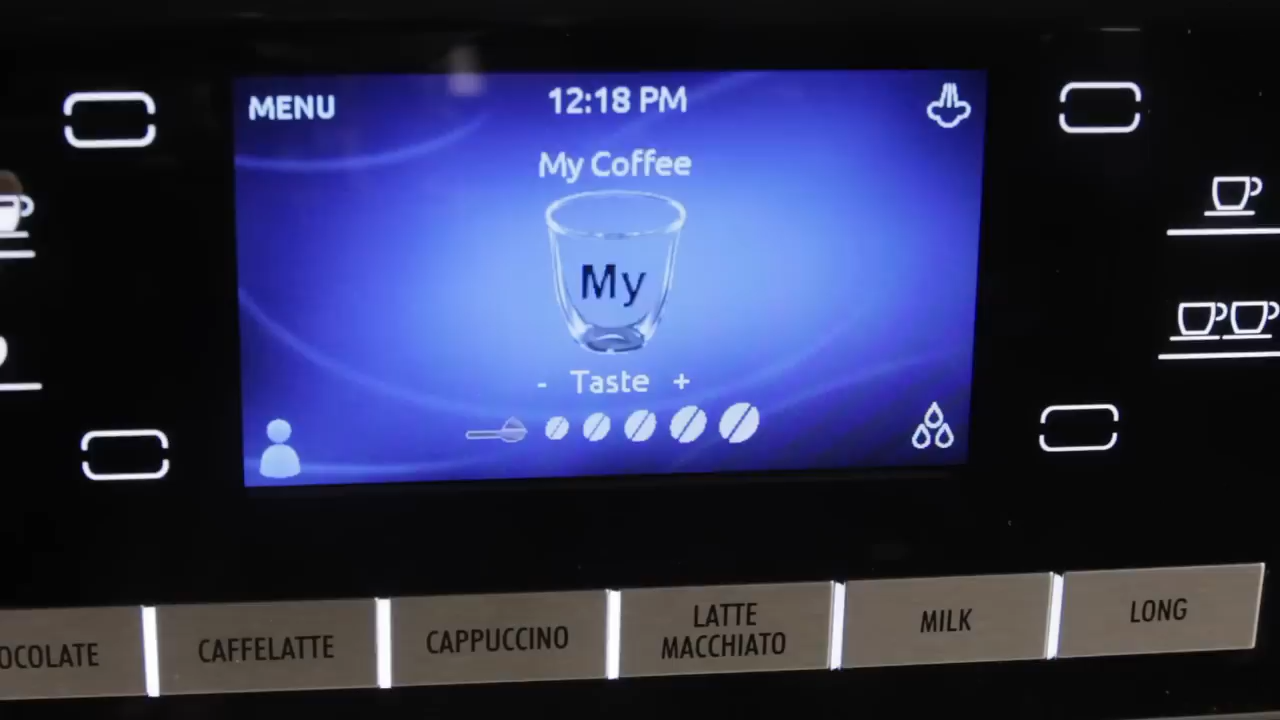 MENU
12:18 PM
My Coffee
My
- Taste +
OCOLATE
CAFFELATTE
CAPPUCCINO
LATTE
MACCHIATO
MILK
LONG